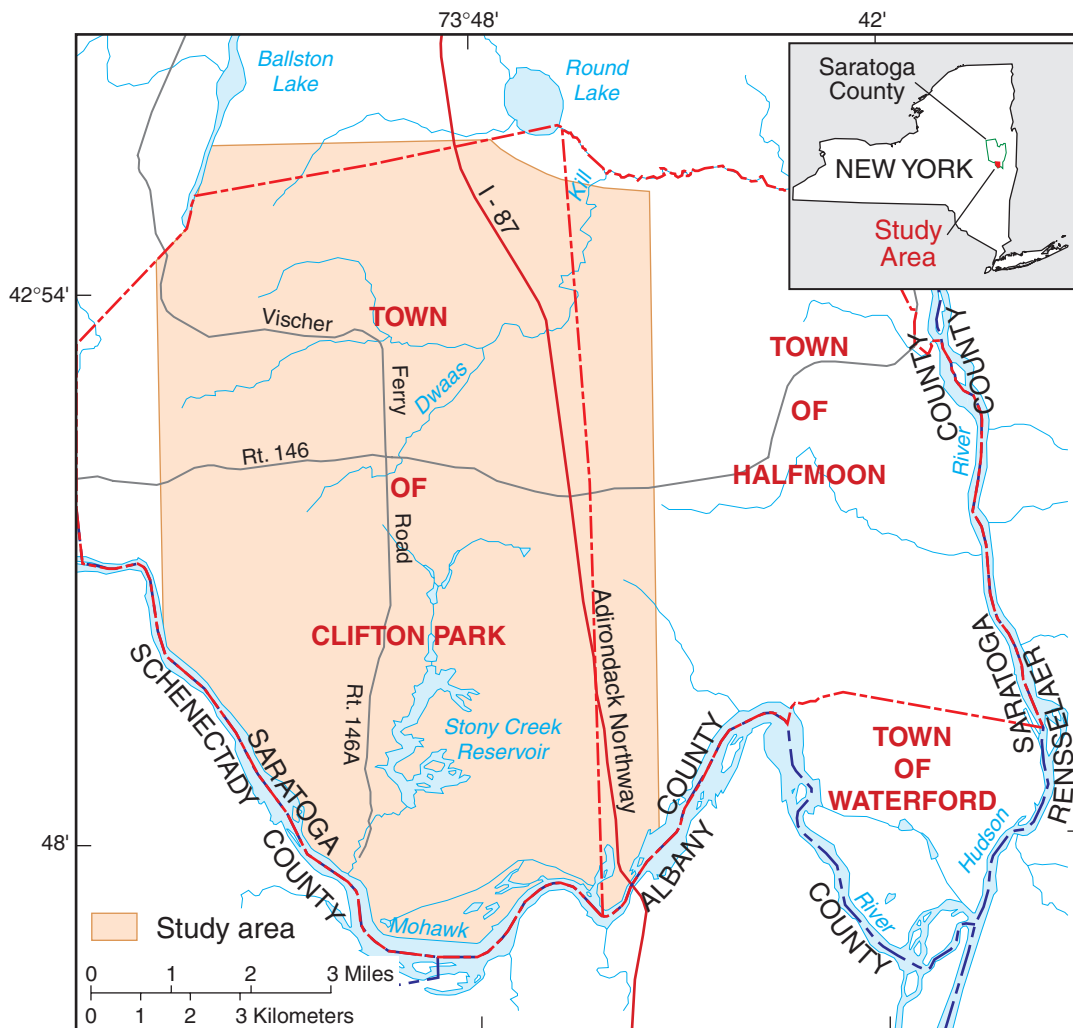 73°48'
42'
Ballston
Lake
Round
Lake
Saratoga
County
NEW YORK
Study
Area
Kill
I - 87
42°54'
Vischer
TOWN
Ferry
Dwaas
TOWN
OF
HALFMOON
COUNTY
COUNTY
River
Rt. 146
OF
Road
CLIFTON PARK
Adirondack Northway
SCHENECTADY
COUNTY
SARATOGA
Rt. 146A
Stony Creek
Reservoir
COUNTY
ALBANY
SARATOGA
RENSSELAER
TOWN
OF
WATERFORD
48'
Hudson
Mohawk
River
COUNTY
Study area
0 1 2 3 Miles
0 1 2 3 Kilometers